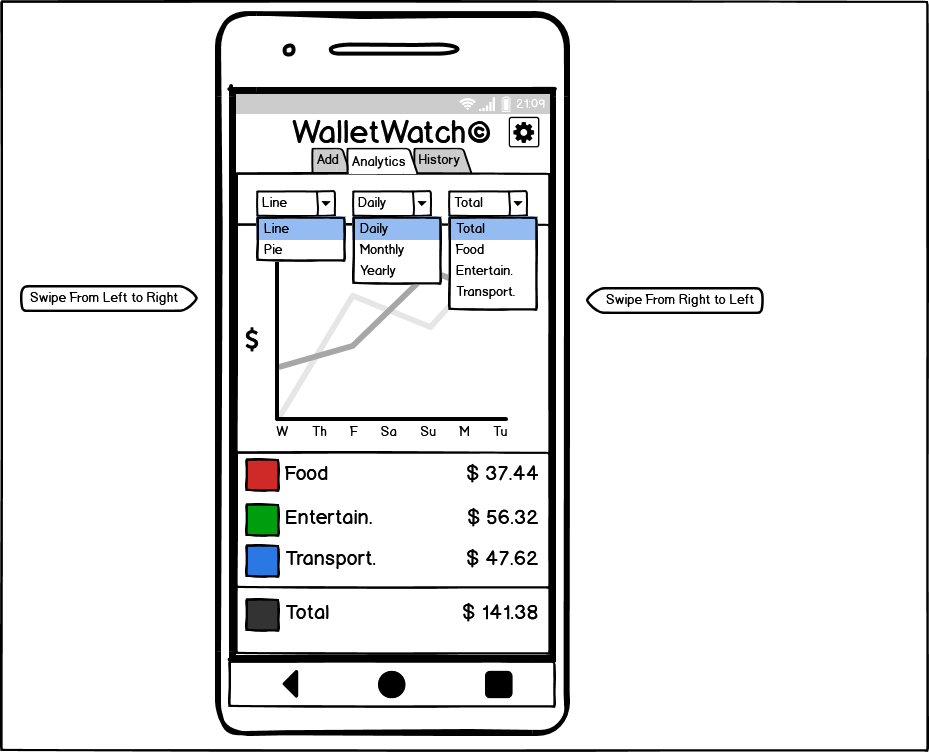 21:09
WalletWatch©
Add Analytics History
Line Daily Total
Line Daily Total
Pie Monthly Food
Yearly Entertain.
Transport.
Swipe From Left to Right
Swipe From Right to Left
$
W Th F Sa Su M Tu
Food $ 37.44
Entertain. $ 56.32
Transport. $ 47.62
Total $ 141.38